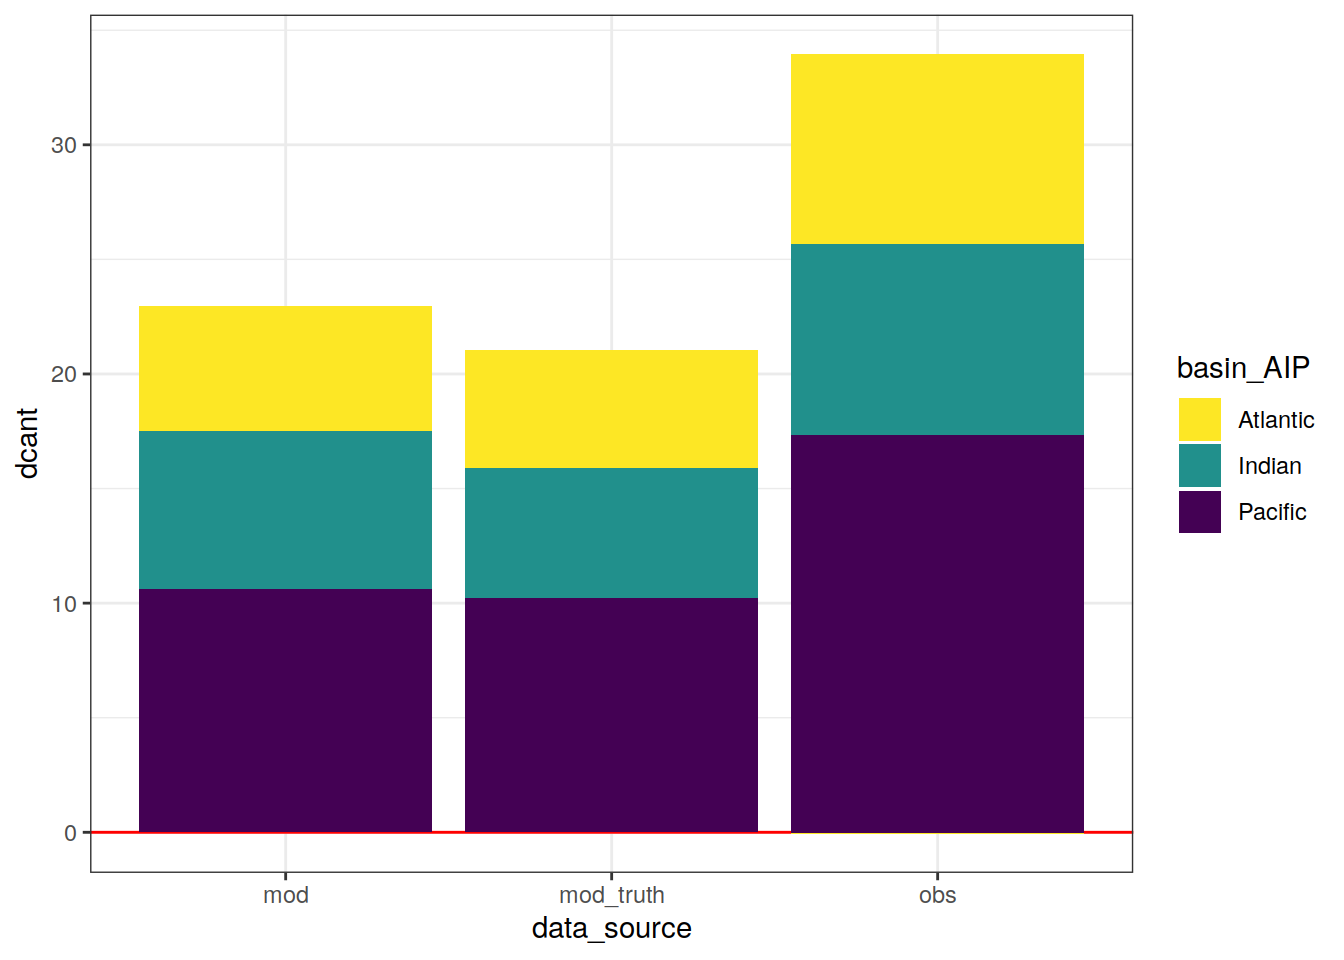 dcant
30
20
10
0
mod
mod_truth
obs
data_source
basin_AIP
Atlantic
Indian
Pacific